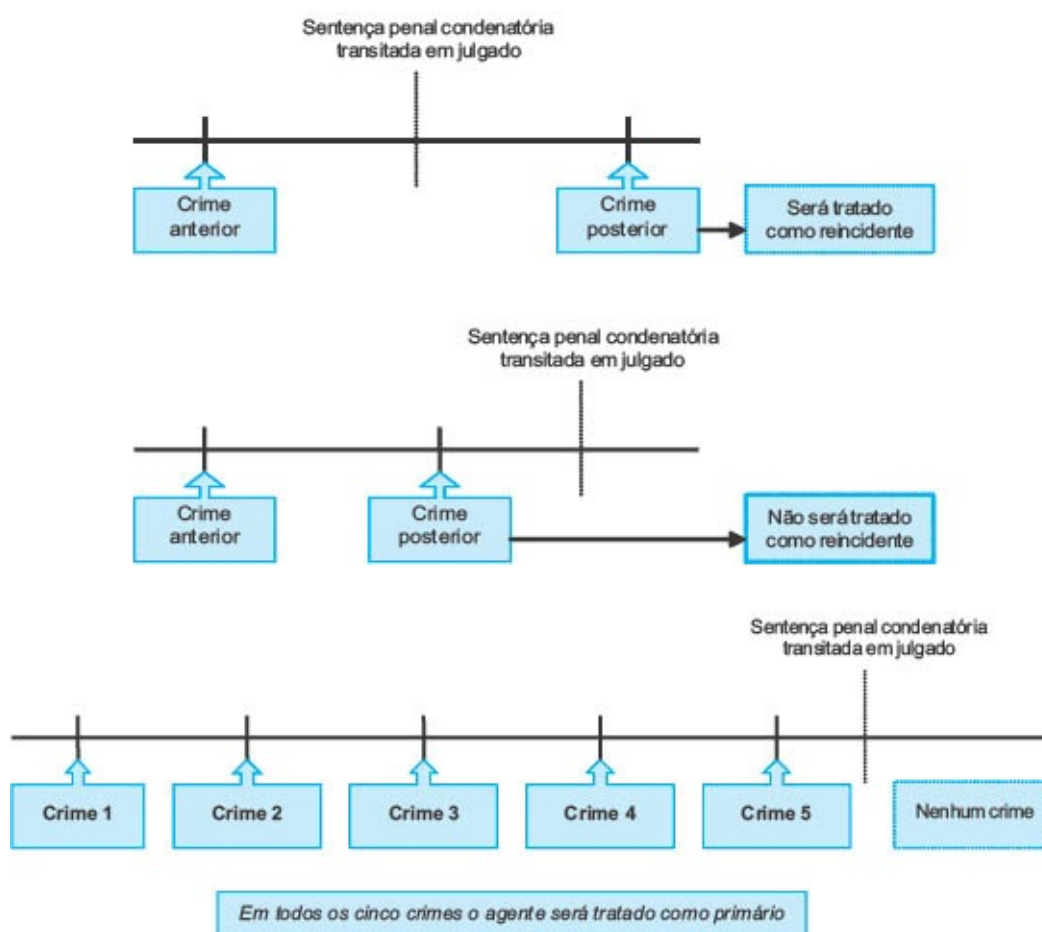 Sentença penal condenatória
transitada em julgado
Crime
anterior
Crime
posterior
Será tratado
como reincidente
Sentença penal condenatória
transitada em julgado
Crime
anterior
Crime
posterior
Não será tratado
como reincidente
Sentença penal condenatória
transitada em julgado
Crime 1
Crime 2
Crime 3
Crime 4
Crime 5
Nenhum crime
Em todos os cinco crimes o agente será tratado como primário